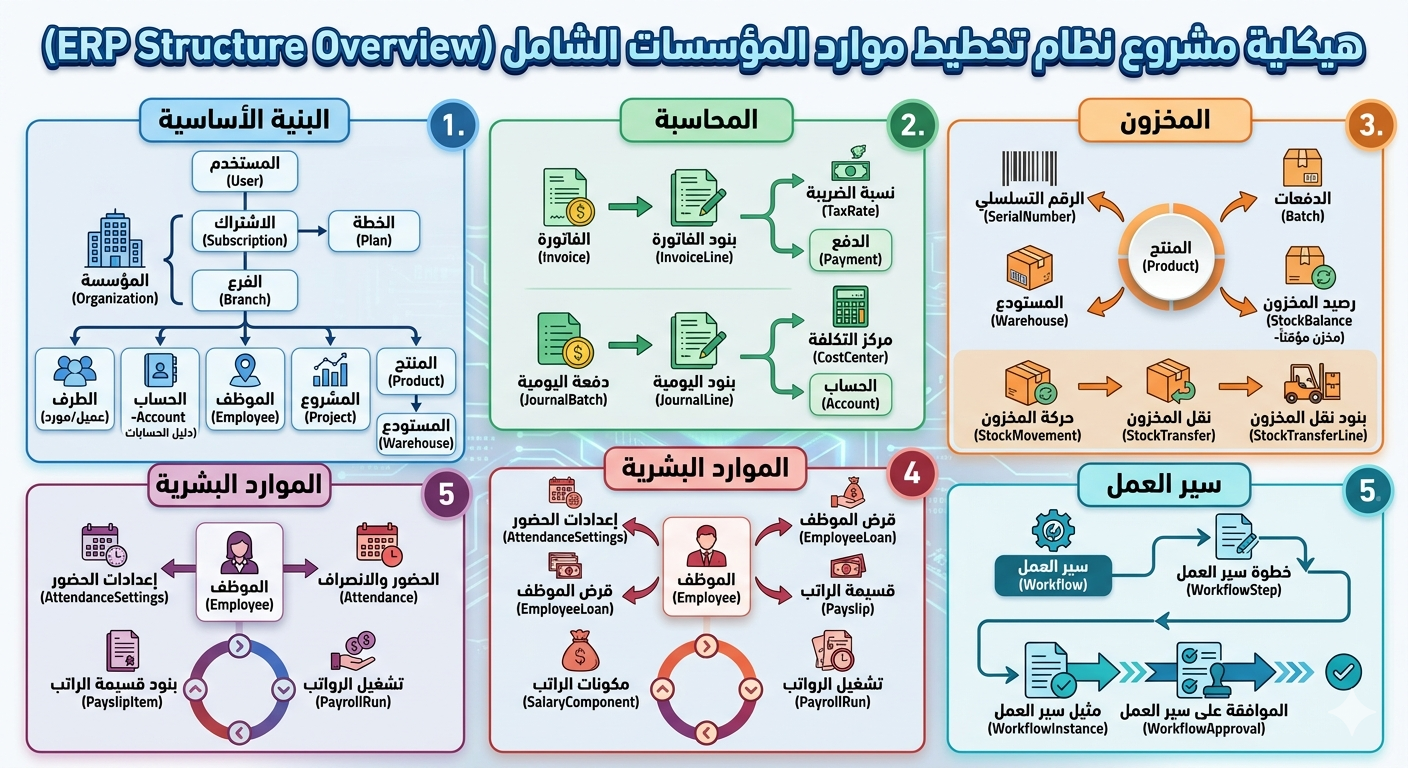 هيكلية مشروع نظام تخطيط موارد المؤسسات الشامل (ERP Structure Overview)
البنية الأساسية
1.
المستخدم
(User)
الاشتراك
(Subscription)
الخطة
(Plan)
المؤسسة
(Organization)
الفرع
(Branch)
الطرف
(عميل/مورد)
الحساب
-Account
(دليل الحسابات
الموظف
(Employee)
المشروع
(Project)
المنتج
(Product)
المستودع
(Warehouse)
المحاسبة
2.
الفاتورة
(Invoice)
بنود الفاتورة
(InvoiceLine)
نسبة الضريبة
(TaxRate)
الدفع
(Payment)
دفعة اليومية
(JournalBatch)
بنود اليومية
(JournalLine)
مركز التكلفة
(CostCenter)
الحساب
(Account)
المخزون
3.
الرقم التسلسلي
(SerialNumber)
الدفعات
(Batch)
المنتج
(Product)
المستودع
(Warehouse)
رصيد المخزون
(StockBalance
-مخزن مؤقتاً)
حركة المخزون
(StockMovement)
نقل المخزون
(StockTransfer)
بنود نقل المخزون
(StockTransferLine)
الموارد البشرية
5
إعدادات الحضور
(AttendanceSettings)
الموظف
(Employee)
الحضور والانصراف
(Attendance)
بنود قسيمة الراتب
(PayslipItem)
تشغيل الرواتب
(PayrollRun)
الموارد البشرية
4
إعدادات الحضور
(AttendanceSettings)
قرض الموظف
(EmployeeLoan)
الموظف
(Employee)
قرض الموظف
(EmployeeLoan)
قسيمة الراتب
(Payslip)
مكونات الراتب
(SalaryComponent)
تشغيل الرواتب
(PayrollRun)
سير العمل
5.
سير العمل
(Workflow)
خطوة سير العمل
(WorkflowStep)
مثيل سير العمل
(WorkflowInstance)
الموافقة على سير العمل
(WorkflowApproval)